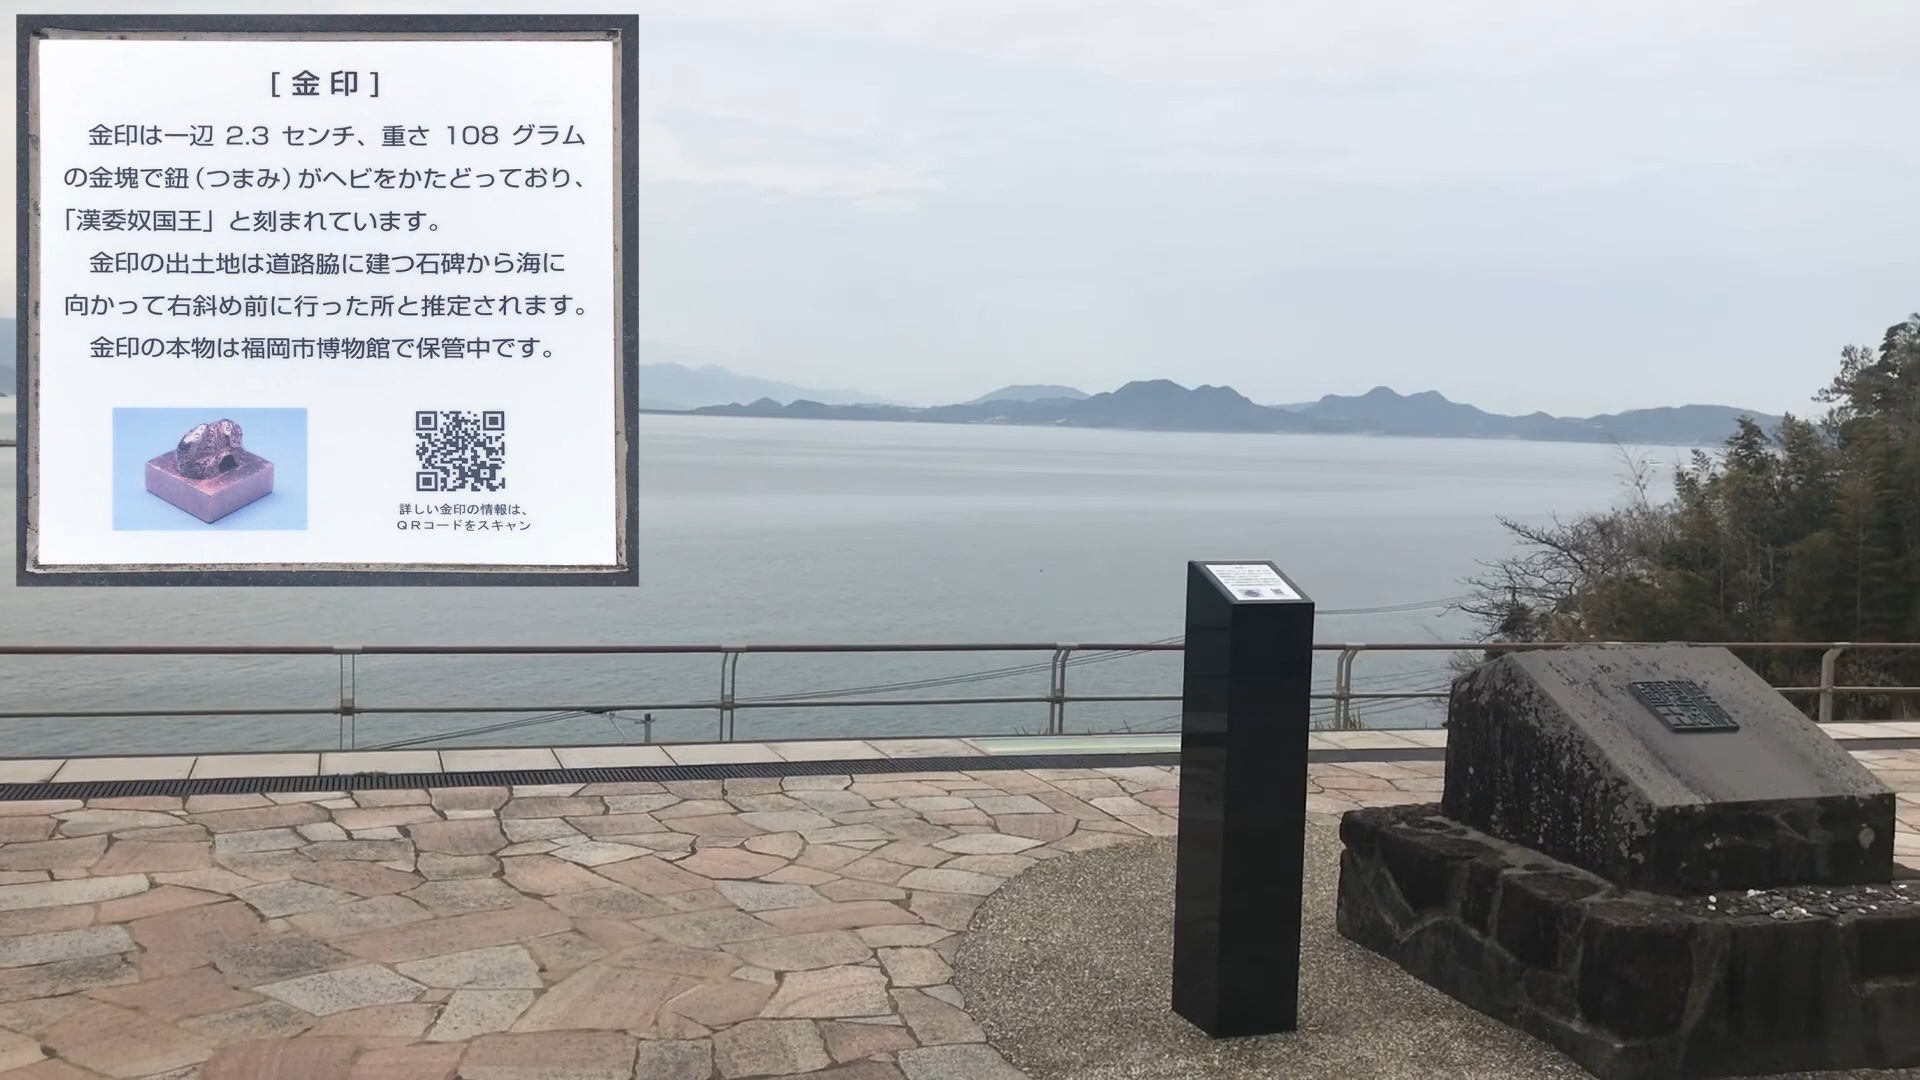 [金印]
金印は一辺 2.3 センチ、重さ 108 グラム
の金塊で鈕(つまみ)がヘビをかたどっており、
「漢委奴国王」と刻まれています。
金印の出土地は道路脇に建つ石碑から海に
向かって右斜め前に行った所と推定されます。
金印の本物は福岡市博物館で保管中です。
詳しい金印の情報は、
QRコードをスキャン